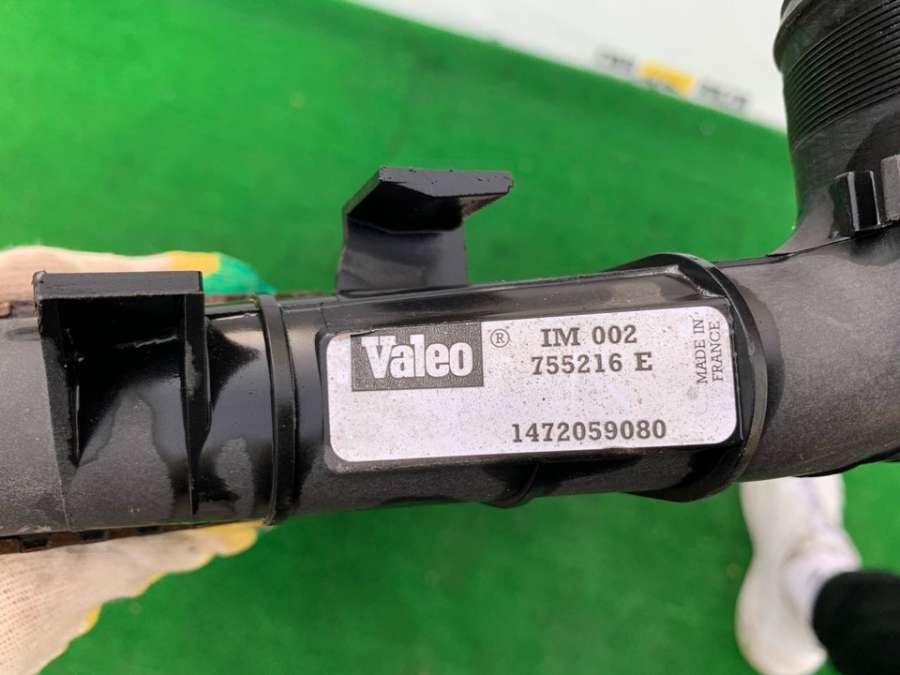 Valeo ® IM 002
755216 E
1472059080
MADE IN
FRANCE